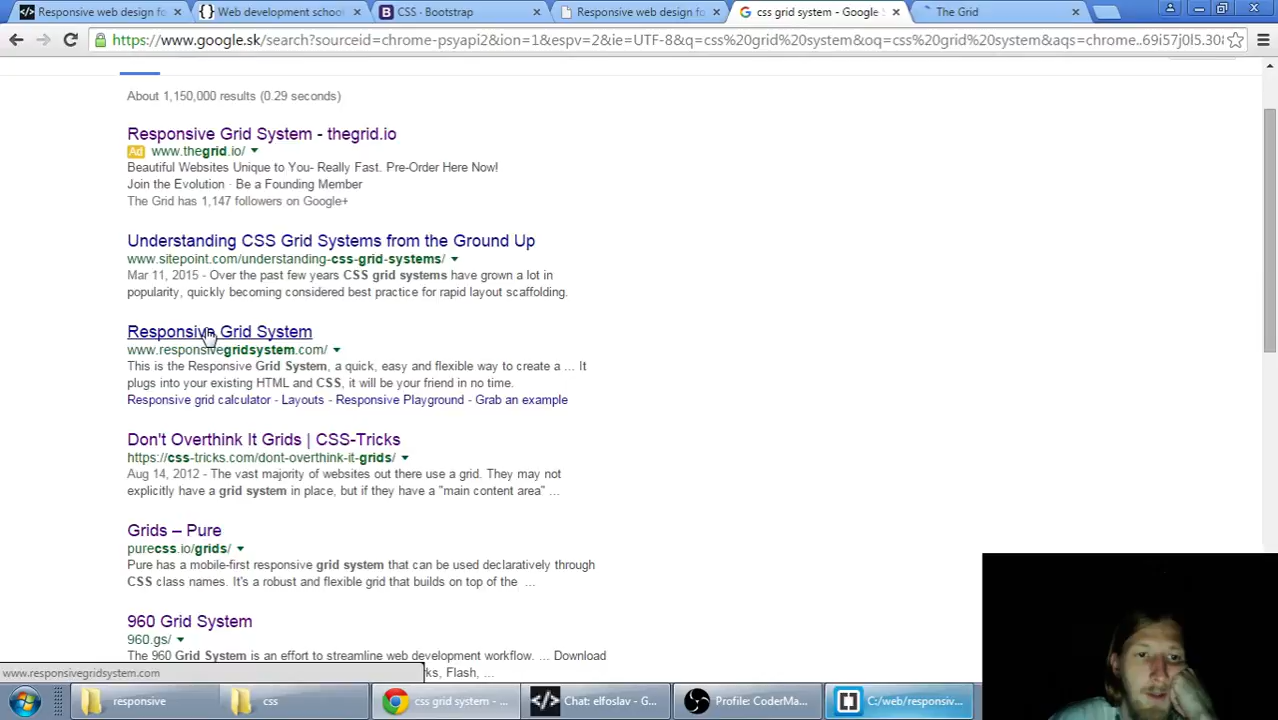 Responsive web design fo
Web development school
CSS · Bootstrap
Responsive web design fo
css grid system - Google S
The Grid
https://www.google.sk/search?sourceid=chrome-psyapi2&ion=1&espv=2&ie=UTF-8&q=css%20grid%20system&oq=css%20grid%20system&aqs=chrome..69i57j0l5.308
About 1,150,000 results (0.29 seconds)
Responsive Grid System - thegrid.io
Ad www.thegrid.io/
Beautiful Websites Unique to You- Really Fast. Pre-Order Here Now!
Join the Evolution · Be a Founding Member
The Grid has 1,147 followers on Google+
Understanding CSS Grid Systems from the Ground Up
www.sitepoint.com/understanding-css-grid-systems/
Mar 11, 2015 - Over the past few years CSS grid systems have grown a lot in
popularity, quickly becoming considered best practice for rapid layout scaffolding.
Responsive Grid System
www.responsivegridsystem.com/
This is the Responsive Grid System, a quick, easy and flexible way to create a ... It
plugs into your existing HTML and CSS, it will be your friend in no time.
Responsive grid calculator - Layouts - Responsive Playground - Grab an example
Don't Overthink It Grids | CSS-Tricks
https://css-tricks.com/dont-overthink-it-grids/
Aug 14, 2012 - The vast majority of websites out there use a grid. They may not
explicitly have a grid system in place, but if they have a "main content area" ...
Grids – Pure
purecss.io/grids/
Pure has a mobile-first responsive grid system that can be used declaratively through
CSS class names. It's a robust and flexible grid that builds on top of the ...
960 Grid System
960.gs/
The 960 Grid System is an effort to streamline web development workflow. ... Download
rks, Flash, ...
www.responsivegridsystem.com
responsive
css
css grid system - ...
Chat: elfoslav - G...
Profile: CoderMa...
C:/web/responsiv...